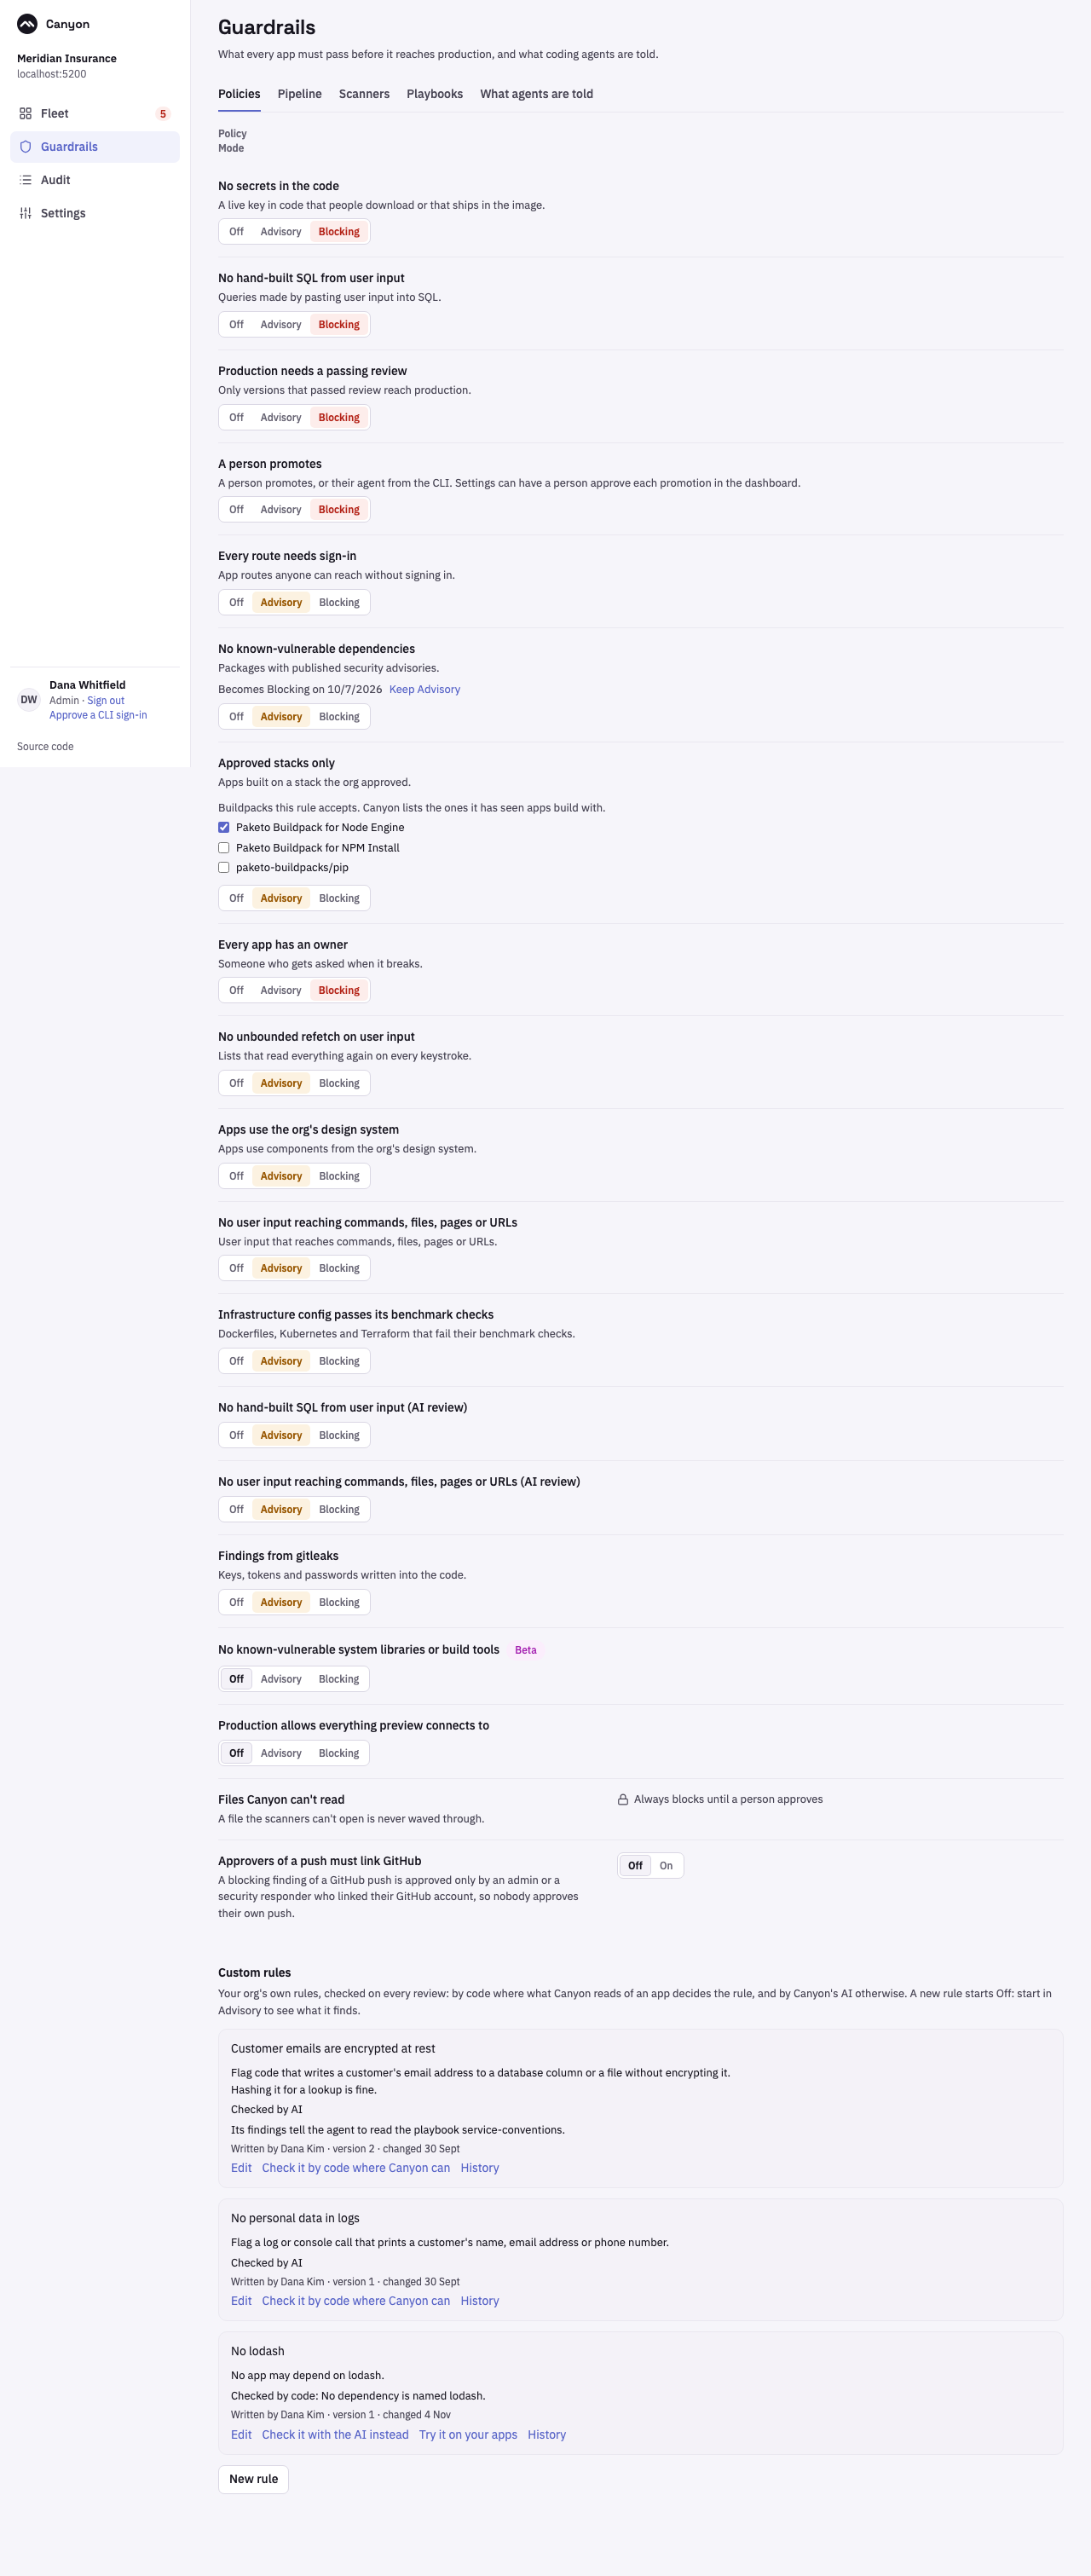 Canyon
Meridian Insurance
localhost:5200
Fleet 5
Guardrails
Audit
Settings
DW
Dana Whitfield
Admin · Sign out
Approve a CLI sign-in
Source code
Guardrails
What every app must pass before it reaches production, and what coding agents are told.
Policies Pipeline Scanners Playbooks What agents are told
Policy
Mode
No secrets in the code
A live key in code that people download or that ships in the image.
Off Advisory Blocking
No hand-built SQL from user input
Queries made by pasting user input into SQL.
Off Advisory Blocking
Production needs a passing review
Only versions that passed review reach production.
Off Advisory Blocking
A person promotes
A person promotes, or their agent from the CLI. Settings can have a person approve each promotion in the dashboard.
Off Advisory Blocking
Every route needs sign-in
App routes anyone can reach without signing in.
Off Advisory Blocking
No known-vulnerable dependencies
Packages with published security advisories.
Becomes Blocking on 10/7/2026 Keep Advisory
Off Advisory Blocking
Approved stacks only
Apps built on a stack the org approved.
Buildpacks this rule accepts. Canyon lists the ones it has seen apps build with.
Paketo Buildpack for Node Engine
Paketo Buildpack for NPM Install
paketo-buildpacks/pip
Off Advisory Blocking
Every app has an owner
Someone who gets asked when it breaks.
Off Advisory Blocking
No unbounded refetch on user input
Lists that read everything again on every keystroke.
Off Advisory Blocking
Apps use the org's design system
Apps use components from the org's design system.
Off Advisory Blocking
No user input reaching commands, files, pages or URLs
User input that reaches commands, files, pages or URLs.
Off Advisory Blocking
Infrastructure config passes its benchmark checks
Dockerfiles, Kubernetes and Terraform that fail their benchmark checks.
Off Advisory Blocking
No hand-built SQL from user input (AI review)
Off Advisory Blocking
No user input reaching commands, files, pages or URLs (AI review)
Off Advisory Blocking
Findings from gitleaks
Keys, tokens and passwords written into the code.
Off Advisory Blocking
No known-vulnerable system libraries or build tools Beta
Off Advisory Blocking
Production allows everything preview connects to
Off Advisory Blocking
Files Canyon can't read
A file the scanners can't open is never waved through.
Always blocks until a person approves
Approvers of a push must link GitHub
A blocking finding of a GitHub push is approved only by an admin or a
security responder who linked their GitHub account, so nobody approves
their own push.
Off On
Custom rules
Your org's own rules, checked on every review: by code where what Canyon reads of an app decides the rule, and by Canyon's AI otherwise. A new rule starts Off: start in
Advisory to see what it finds.
Customer emails are encrypted at rest
Flag code that writes a customer's email address to a database column or a file without encrypting it.
Hashing it for a lookup is fine.
Checked by AI
Its findings tell the agent to read the playbook service-conventions.
Written by Dana Kim · version 2 · changed 30 Sept
Edit Check it by code where Canyon can History
No personal data in logs
Flag a log or console call that prints a customer's name, email address or phone number.
Checked by AI
Written by Dana Kim · version 1 · changed 30 Sept
Edit Check it by code where Canyon can History
No lodash
No app may depend on lodash.
Checked by code: No dependency is named lodash.
Written by Dana Kim · version 1 · changed 4 Nov
Edit Check it with the AI instead Try it on your apps History
New rule